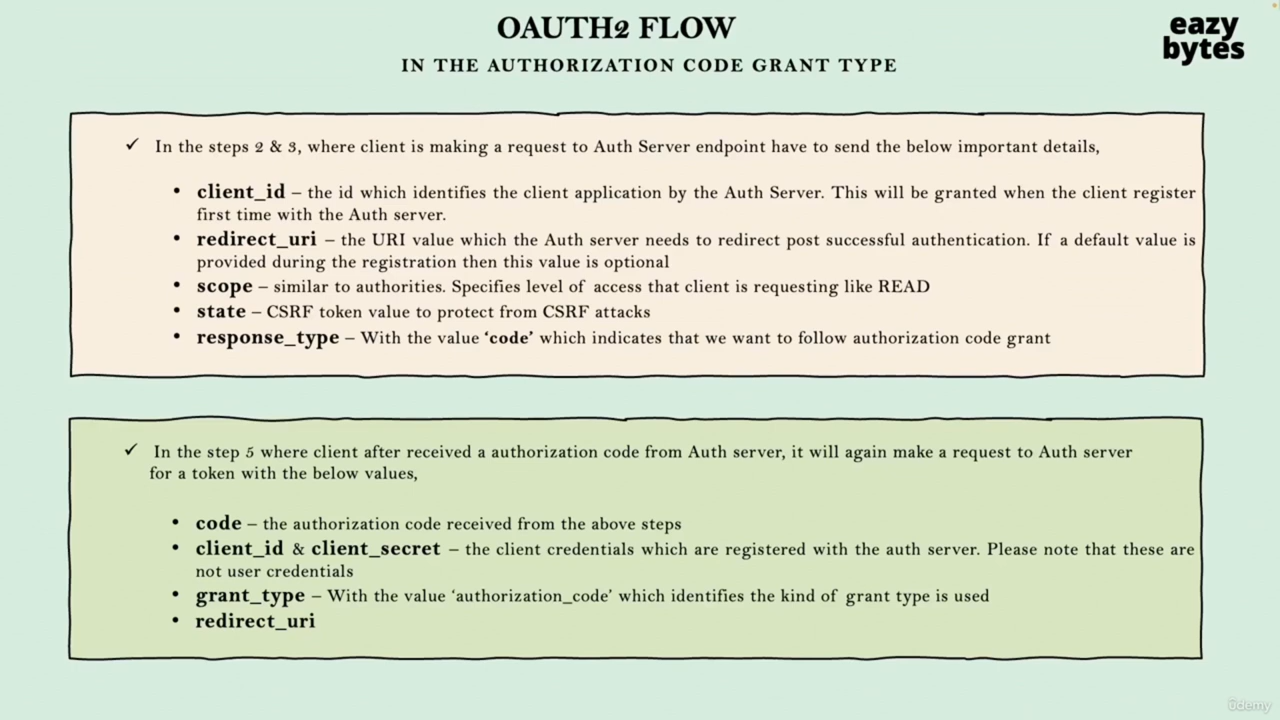 OAUTH2 FLOW
eazy
bytes
IN THE AUTHORIZATION CODE GRANT TYPE
✓ In the steps 2 & 3, where client is making a request to Auth Server endpoint have to send the below important details,
• client_id – the id which identifies the client application by the Auth Server. This will be granted when the client register
first time with the Auth server.
• redirect_uri – the URI value which the Auth server needs to redirect post successful authentication. If a default value is
provided during the registration then this value is optional
• scope – similar to authorities. Specifies level of access that client is requesting like READ
• state – CSRF token value to protect from CSRF attacks
• response_type – With the value ‘code’ which indicates that we want to follow authorization code grant
✓ In the step 5 where client after received a authorization code from Auth server, it will again make a request to Auth server
for a token with the below values,
• code – the authorization code received from the above steps
• client_id & client_secret – the client credentials which are registered with the auth server. Please note that these are
not user credentials
• grant_type – With the value ‘authorization_code’ which identifies the kind of grant type is used
• redirect_uri
ûdemy